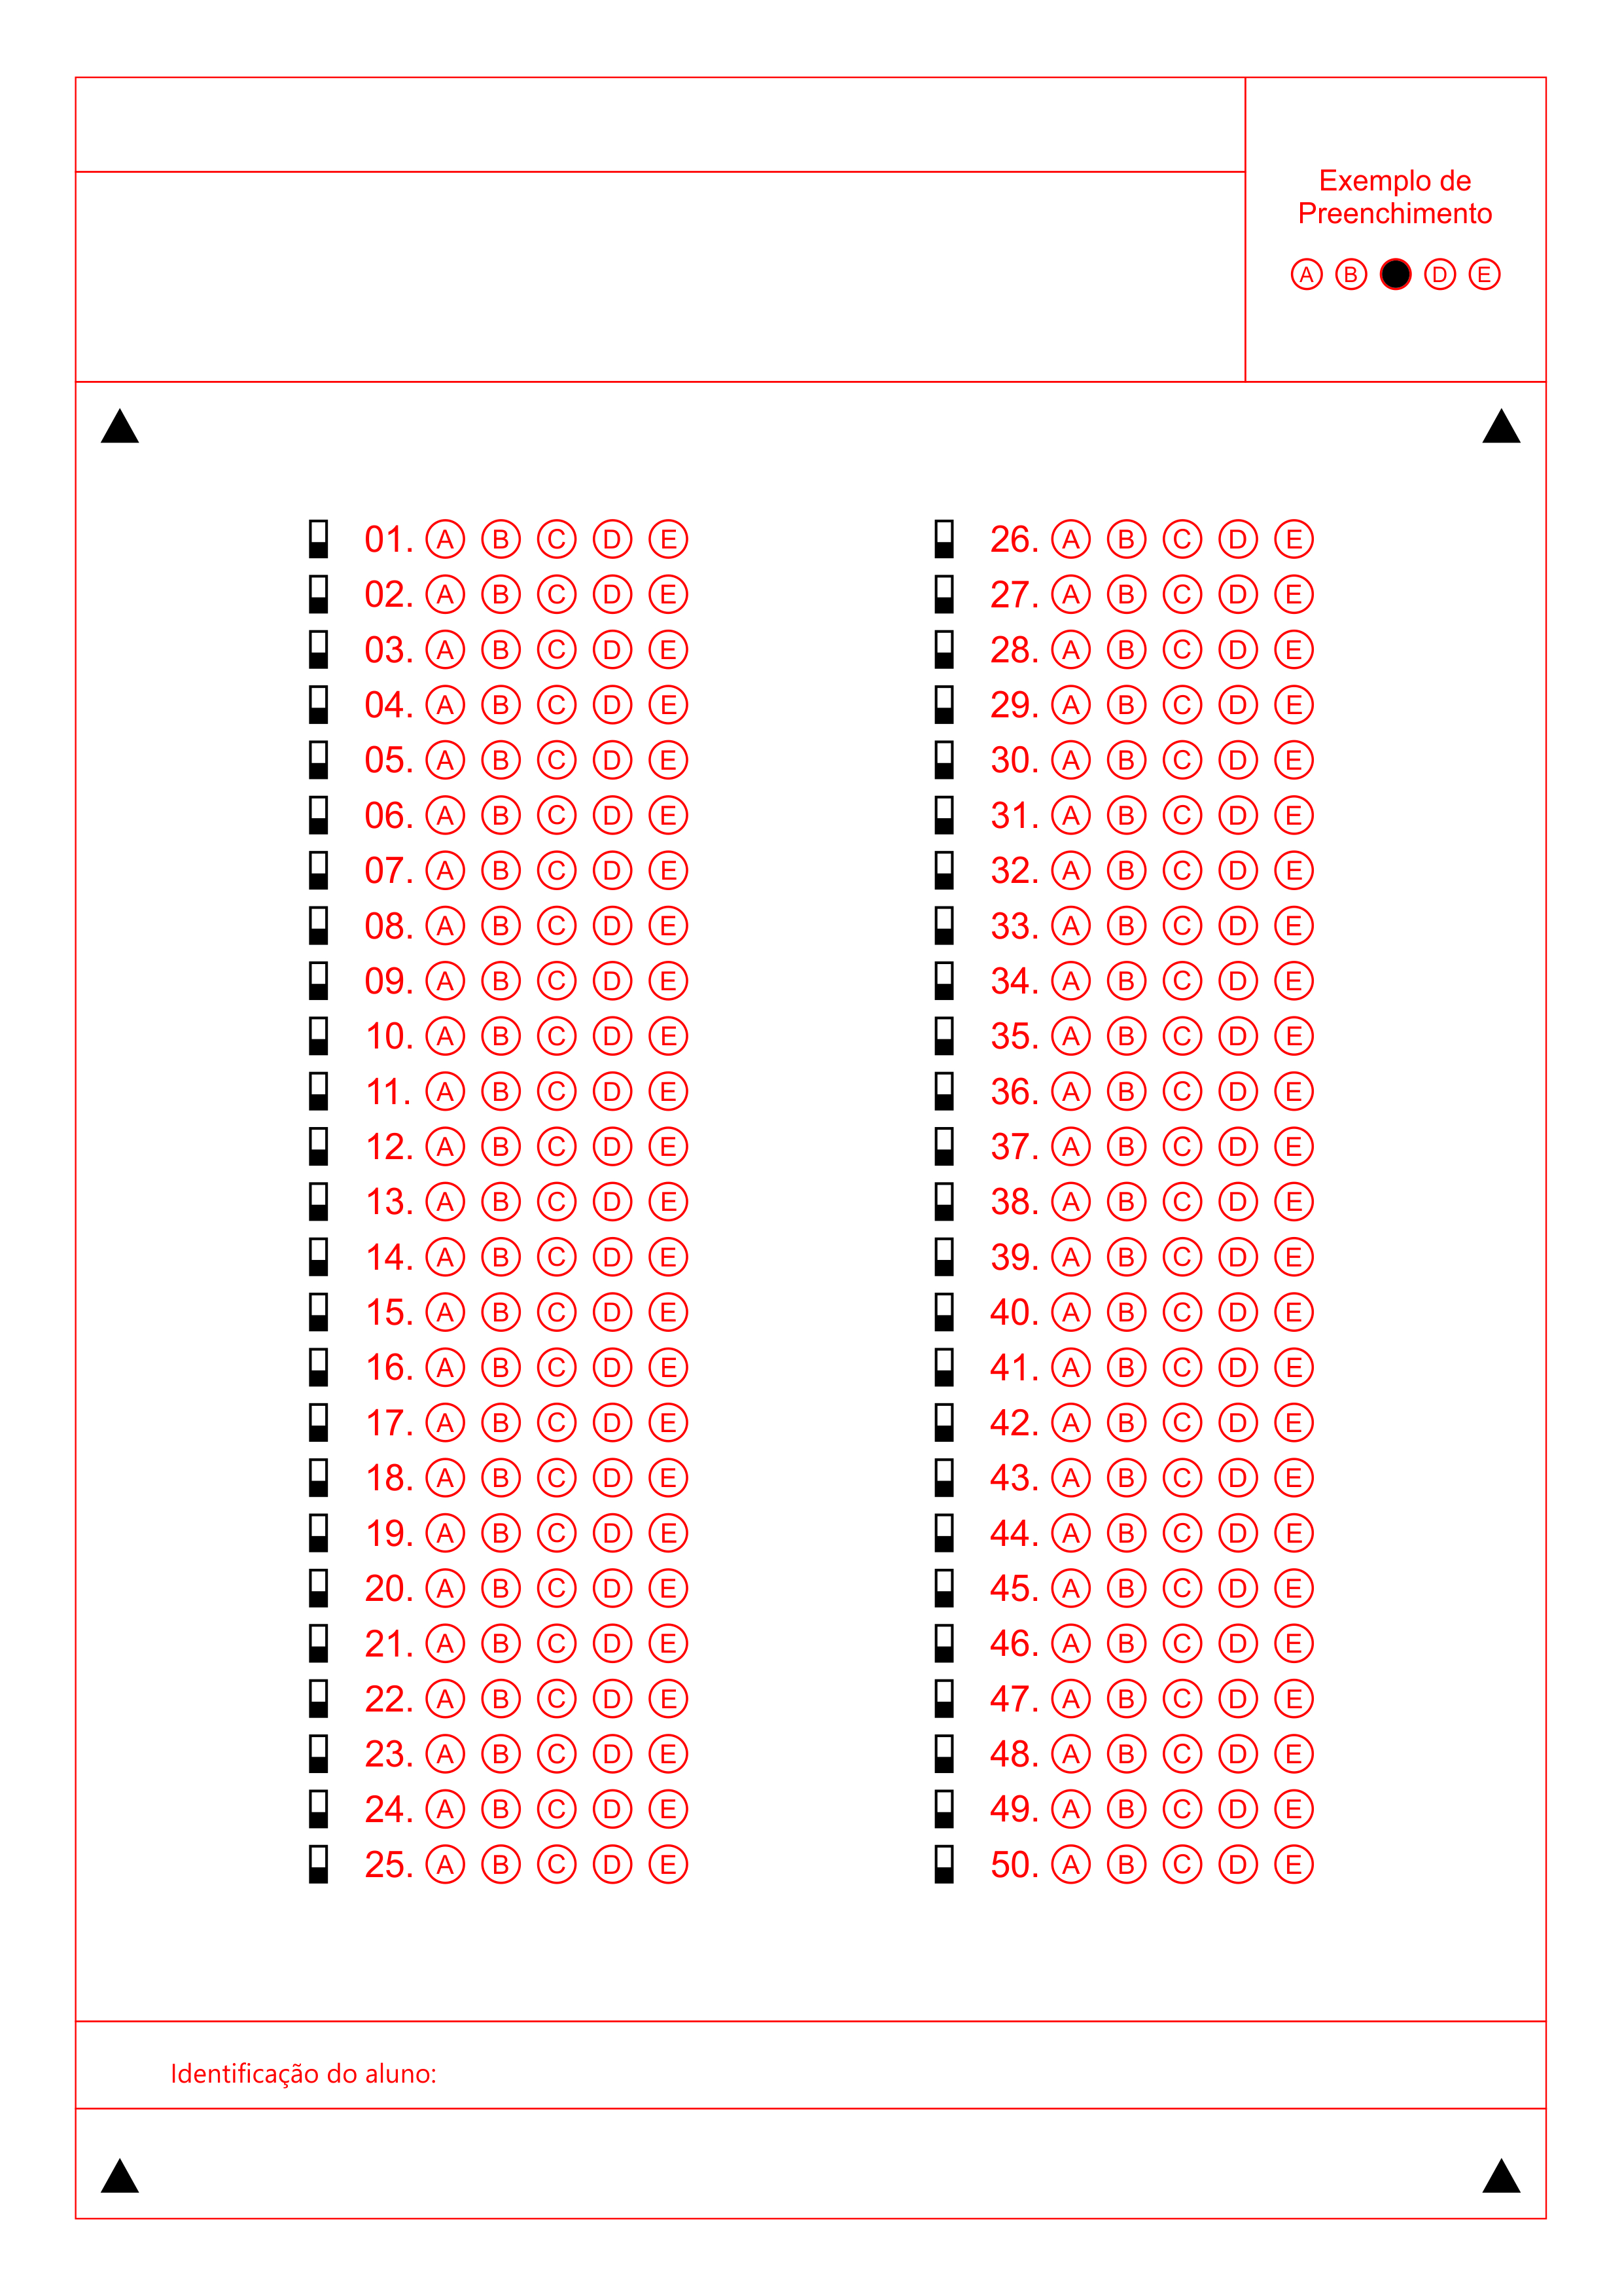 Exemplo de
Preenchimento
A B D E
01. A B C D E
02. A B C D E
03. A B C D E
04. A B C D E
05. A B C D E
06. A B C D E
07. A B C D E
08. A B C D E
09. A B C D E
10. A B C D E
11. A B C D E
12. A B C D E
13. A B C D E
14. A B C D E
15. A B C D E
16. A B C D E
17. A B C D E
18. A B C D E
19. A B C D E
20. A B C D E
21. A B C D E
22. A B C D E
23. A B C D E
24. A B C D E
25. A B C D E
26. A B C D E
27. A B C D E
28. A B C D E
29. A B C D E
30. A B C D E
31. A B C D E
32. A B C D E
33. A B C D E
34. A B C D E
35. A B C D E
36. A B C D E
37. A B C D E
38. A B C D E
39. A B C D E
40. A B C D E
41. A B C D E
42. A B C D E
43. A B C D E
44. A B C D E
45. A B C D E
46. A B C D E
47. A B C D E
48. A B C D E
49. A B C D E
50. A B C D E
Identificação do aluno: